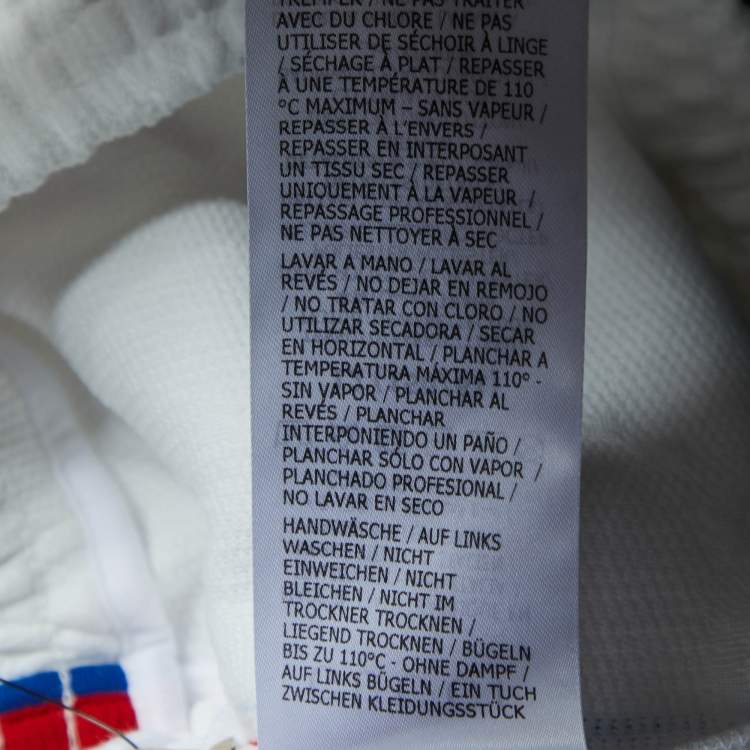 TREMPER / NE PAS TRAITER
AVEC DU CHLORE / NE PAS
UTILISER DE SÉCHOIR À LINGE
/ SÉCHAGE À PLAT / REPASSER
À UNE TEMPÉRATURE DE 110
°C MAXIMUM – SANS VAPEUR /
REPASSER À L'ENVERS /
REPASSER EN INTERPOSANT
UN TISSU SEC / REPASSER
UNIQUEMENT À LA VAPEUR /
REPASSAGE PROFESSIONNEL /
NE PAS NETTOYER À SEC
LAVAR A MANO / LAVAR AL
REVÉS / NO DEJAR EN REMOJO
/ NO TRATAR CON CLORO / NO
UTILIZAR SECADORA / SECAR
EN HORIZONTAL / PLANCHAR A
TEMPERATURA MÁXIMA 110° -
SIN VAPOR / PLANCHAR AL
REVÉS / PLANCHAR
INTERPONIENDO UN PAÑO /
PLANCHAR SÓLO CON VAPOR /
PLANCHADO PROFESIONAL /
NO LAVAR EN SECO
HANDWÄSCHE / AUF LINKS
WASCHEN / NICHT
EINWEICHEN / NICHT
BLEICHEN / NICHT IM
TROCKNER TROCKNEN /
LIEGEND TROCKNEN / BÜGELN
BIS ZU 110°C - OHNE DAMPF /
AUF LINKS BÜGELN / EIN TUCH
ZWISCHEN KLEIDUNGSSTÜCK